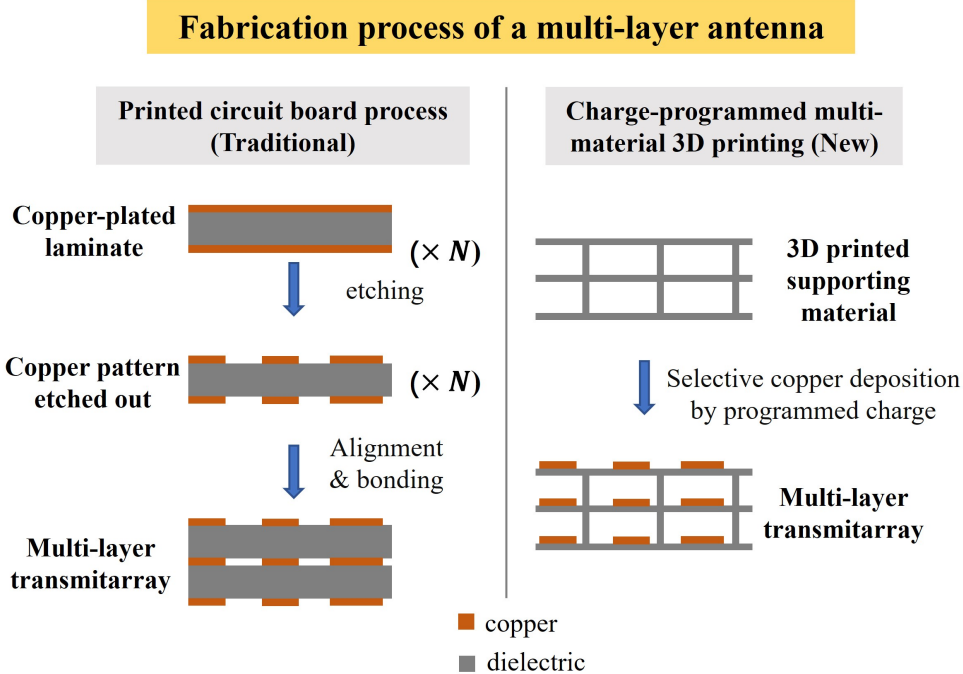 Fabrication process of a multi-layer antenna
Printed circuit board process
(Traditional)
Copper-plated
laminate
(× N)
etching
Copper pattern
etched out
(× N)
Alignment
& bonding
Multi-layer
transmitarray
Charge-programmed multi-
material 3D printing (New)
3D printed
supporting
material
Selective copper deposition
by programmed charge
Multi-layer
transmitarray
copper
dielectric